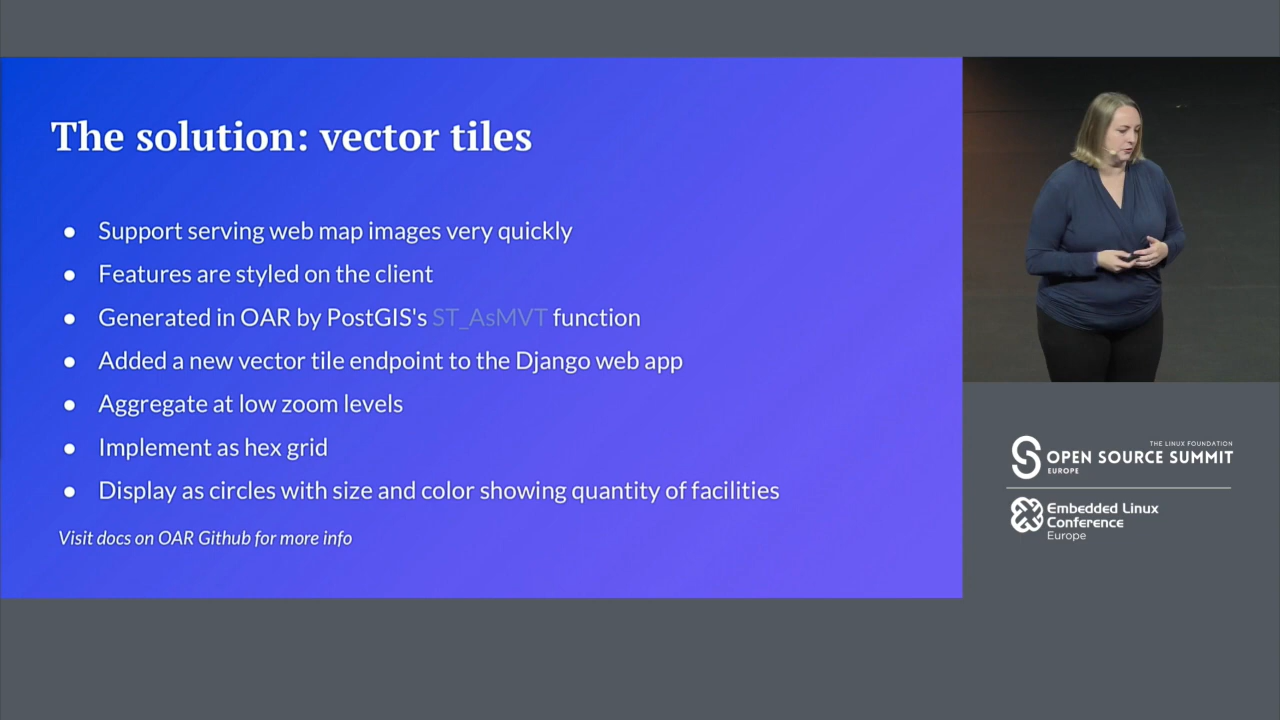 The solution: vector tiles
● Support serving web map images very quickly
● Features are styled on the client
● Generated in OAR by PostGIS's ST_AsMVT function
● Added a new vector tile endpoint to the Django web app
● Aggregate at low zoom levels
● Implement as hex grid
● Display as circles with size and color showing quantity of facilities
Visit docs on OAR Github for more info
THE LINUX FOUNDATION
OPEN SOURCE SUMMIT
EUROPE
Embedded Linux
Conference
Europe